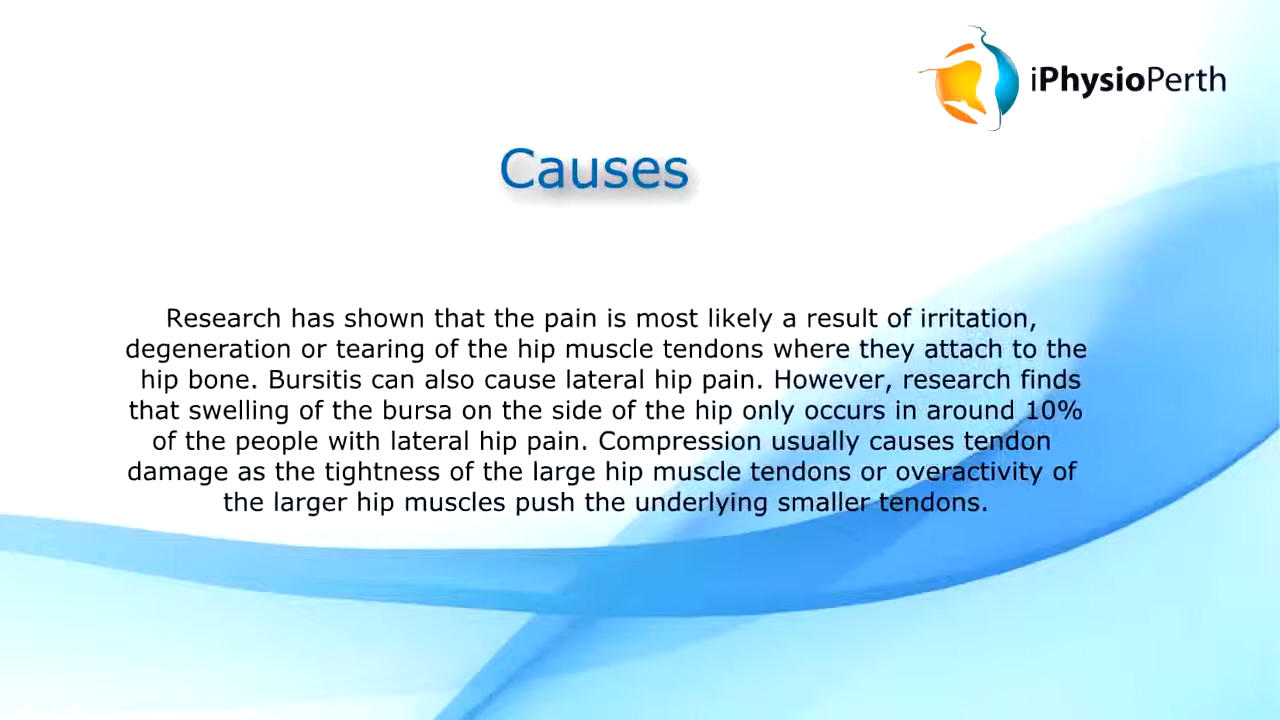 iPhysioPerth
Causes
Research has shown that the pain is most likely a result of irritation,
degeneration or tearing of the hip muscle tendons where they attach to the
hip bone. Bursitis can also cause lateral hip pain. However, research finds
that swelling of the bursa on the side of the hip only occurs in around 10%
of the people with lateral hip pain. Compression usually causes tendon
damage as the tightness of the large hip muscle tendons or overactivity of
the larger hip muscles push the underlying smaller tendons.